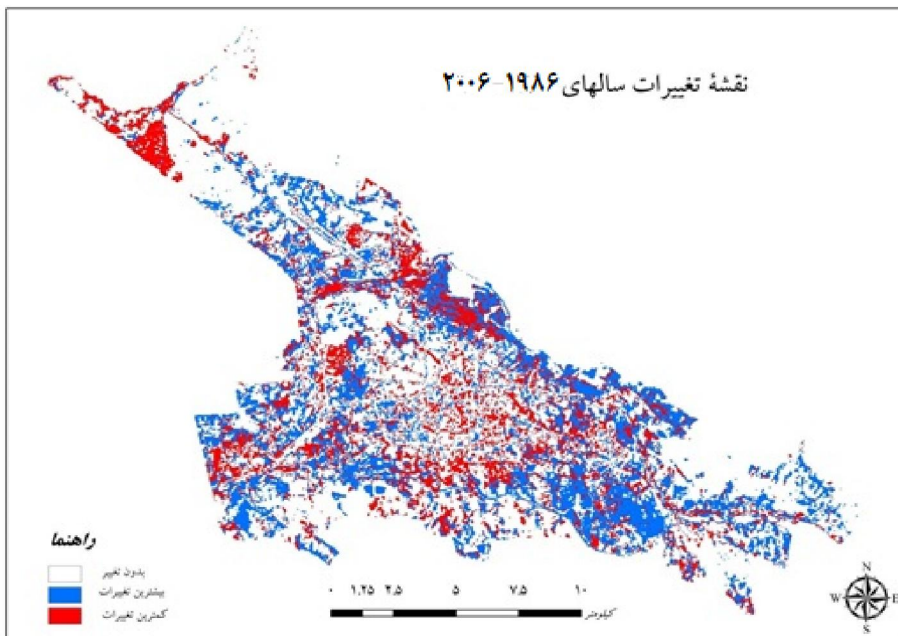 نقشهٔ تغییرات سالهای ۱۹۸۶-۲۰۰۶
راهنما
بدون تغییر
بیشترین تغییرات
کمترین تغییرات
۰ ۱.25 ۲.۵ ۵ ۷.۵ ۱۰
کیلومتر
N
W E
S